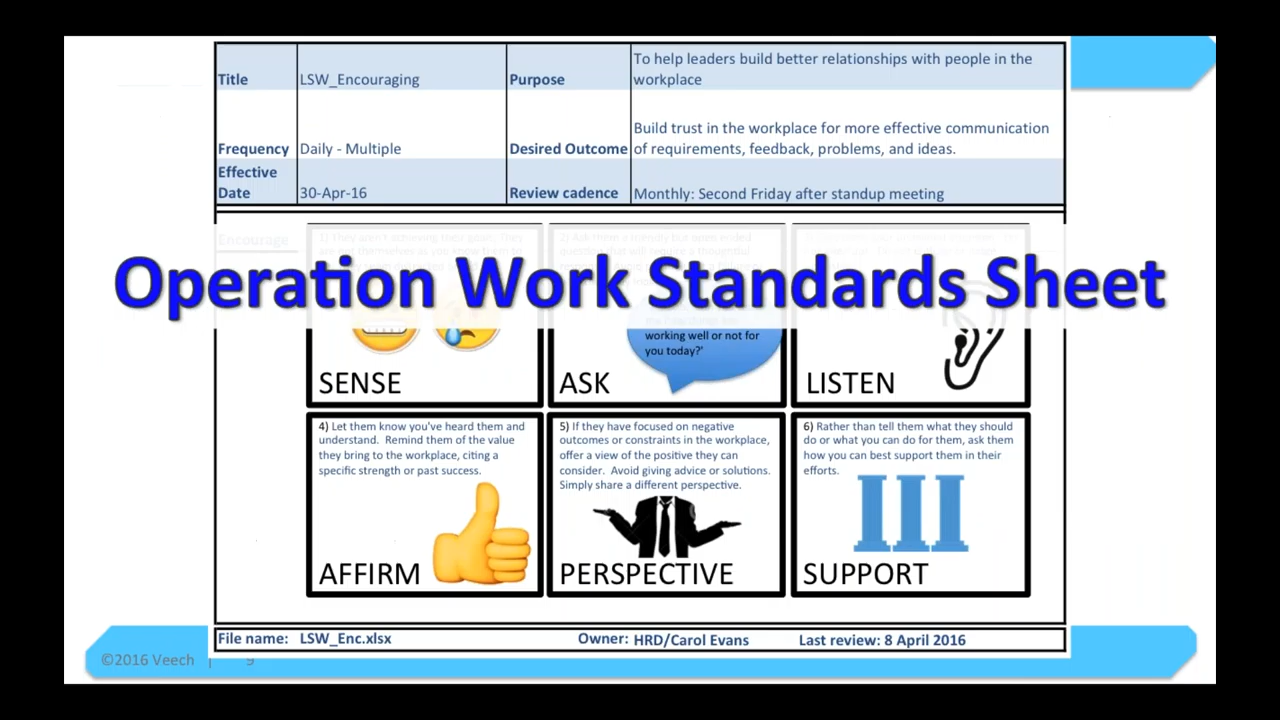 Title LSW_Encouraging Purpose To help leaders build better relationships with people in the
workplace
Frequency Daily - Multiple Desired Outcome Build trust in the workplace for more effective communication
of requirements, feedback, problems, and ideas.
Effective
Date 30-Apr-16 Review cadence Monthly: Second Friday after standup meeting
Encourage
Operation Work Standards Sheet
working well or not for
you today?'
SENSE
ASK
LISTEN
4) Let them know you've heard them and
understand. Remind them of the value
they bring to the workplace, citing a
specific strength or past success.
AFFIRM
5) If they have focused on negative
outcomes or constraints in the workplace,
offer a view of the positive they can
consider. Avoid giving advice or solutions.
Simply share a different perspective.
PERSPECTIVE
6) Rather than tell them what they should
do or what you can do for them, ask them
how you can best support them in their
efforts.
SUPPORT
File name: LSW_Enc.xlsx Owner: HRD/Carol Evans Last review: 8 April 2016
©2016 Veech | 9